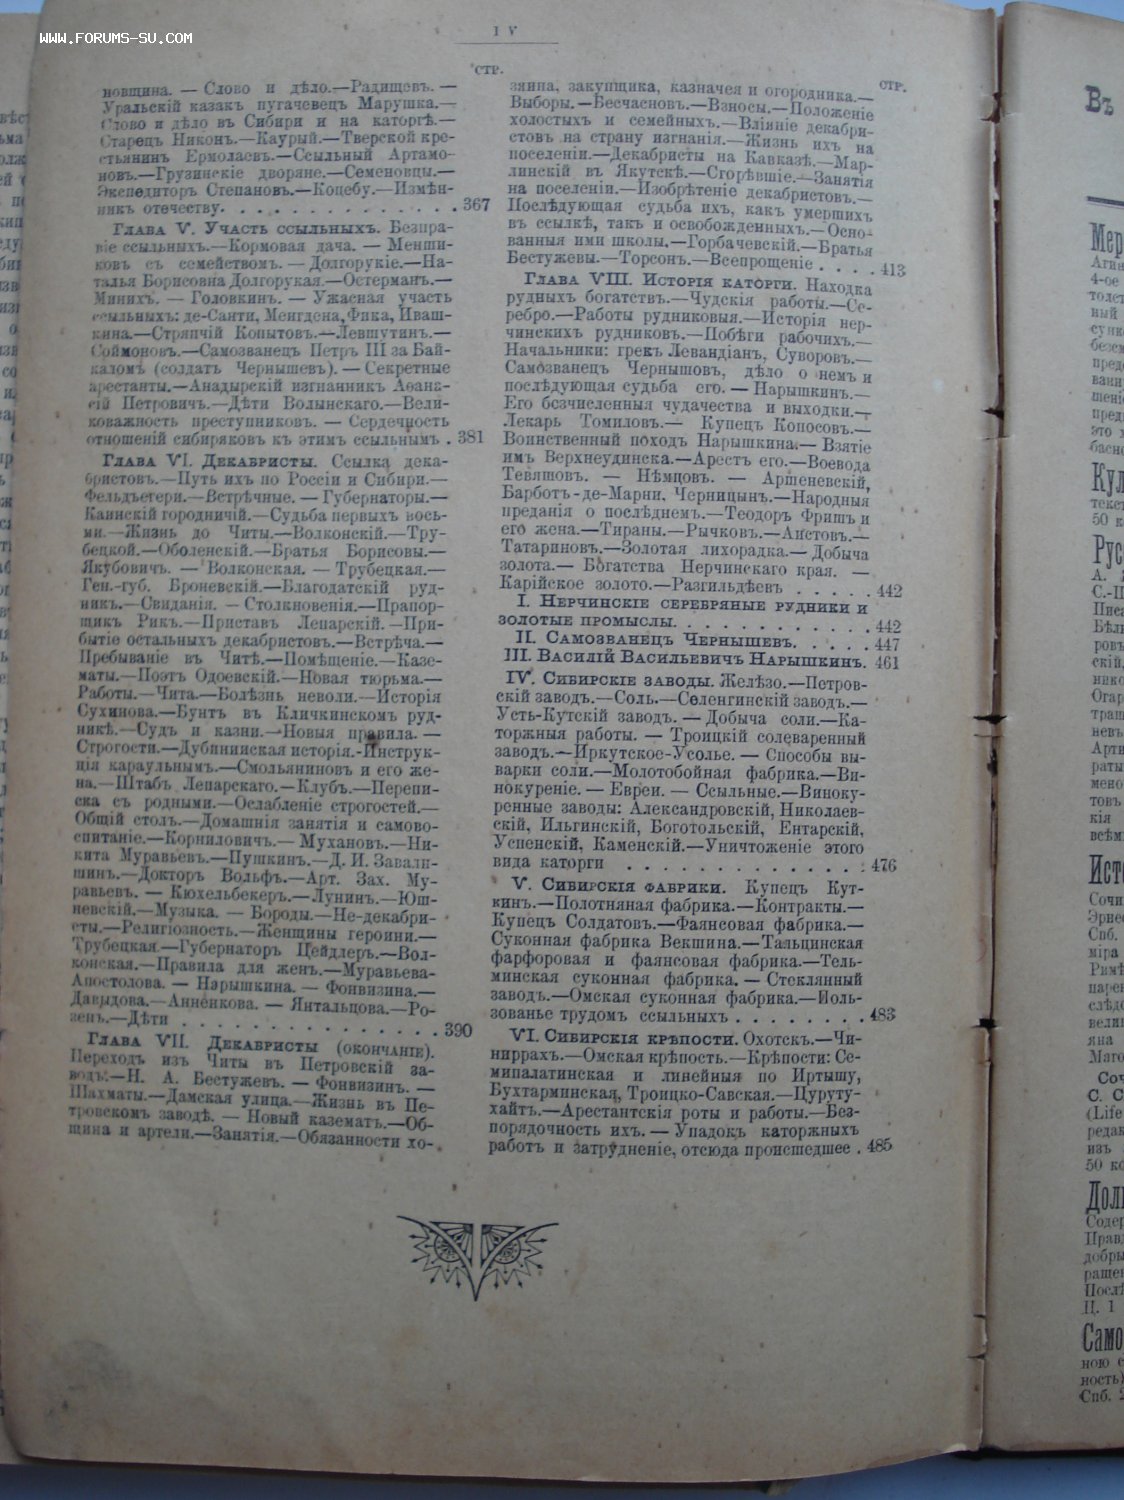 WWW.FORUMS-SU.COM
I V
СТР.
новщина. — Слово и дѣло.—Радищевъ. —
Уральскій казакъ пугачевецъ Марушка.—
Слово и дѣло въ Сибири и на каторгѣ.—
Старецъ Никонъ.—Каурый.—Тверской кре-
стьянинъ Ермолаевъ.—Ссыльный Артамо-
новъ.—Грузинскіе дворяне.—Семеновцы.—
Экспедиторъ Степановъ.—Коцебу.—Измѣн-
никъ отечеству. . . . . . . . . . . . . . 367
Глава V. Участь ссыльныхъ. Безпра-
віе ссыльныхъ.—Кормовая дача. — Менши-
ковъ съ семействомъ. — Долгорукіе.—На-
талья Борисовна Долгорукая.—Остерманъ.—
Минихъ. — Головкинъ. — Ужасная участь
ссыльныхъ: де-Санти, Менгдена, Фика, Иваш-
кина.—Стряпчій Копытовъ.—Левшутинъ.—
Соймоновъ.—Самозванецъ Петръ III за Бай-
каломъ (солдатъ Чернышевъ). — Секретные
арестанты.—Анадырскій изгнанникъ Аѳана-
сій Петровичъ.—Дѣти Волынскаго.—Вели-
коважность преступниковъ. — Сердечность
отношеній сибиряковъ къ этимъ ссыльнымъ . 381
Глава VI. Декабристы. Ссылка дека-
бристовъ.—Путь ихъ по Россіи и Сибири.—
Фельдъегери.—Встрѣчные. — Губернаторы.—
Каинскій городничій.—Судьба первыхъ вось-
ми.—Жизнь до Читы.—Волконскій.—Тру-
бецкой.—Оболенскій.—Братья Борисовы.—
Якубовичъ. — Волконская. — Трубецкая.—
Ген.-губ. Броневскій.—Благодатскій руд-
никъ.—Свиданія. — Столкновенія.—Прапор-
щикъ Рикъ.—Приставъ Лепарскій. —При-
бытіе остальныхъ декабристовъ.—Встрѣча.—
Пребываніе въ Читѣ.—Помѣщеніе.—Казе-
маты.—Поэтъ Одоевскій.—Новая тюрьма.—
Работы.—Чита.—Болѣзнь неволи.—Исторія
Сухинова.—Бунтъ въ Кличкинскомъ руд-
никѣ.—Судъ и казни.—Новыя правила. —
Строгости.—Дубининская исторія.-Инструк-
ція караульнымъ.—Смольяниновъ и его же-
на.—Штабъ Лепарскаго.—Клубъ.—Перепи-
ска съ родными.—Ослабленіе строгостей.—
Общій столъ.—Домашнія занятія и самово-
спитаніе.—Корниловичъ.— Мухановъ.—Ни-
кита Муравьевъ.—Пушкинъ.—Д. И. Завали-
шинъ.—Докторъ Вольфъ.—Арт. Зах. Му-
равьевъ. — Кюхельбекеръ.—Лунинъ.—Юш-
невскій.—Музыка. — Бороды.—Не-декабри-
сты.—Религіозность.—Женщины героини.—
Трубецкая.—Губернаторъ Цейдлеръ.—Вол-
конская.—Правила для женъ.—Муравьева-
Апостолова. — Нарышкина. — Фонвизина.—
Давыдова.—Анненкова. — Янтальцова.—Ро-
зенъ.—Дѣти . . . . . . . . . . . . . . . 390
Глава VII. Декабристы (окончаніе).
Переходъ изъ Читы въ Петровскій за-
водъ.—Н. А. Бестужевъ. — Фонвизинъ. —
Шахматы.—Дамская улица.—Жизнь въ Пе-
тровскомъ заводѣ. — Новый казематъ.—Об-
щина и артели.—Занятія.—Обязанности хо-
СТР.
зяина, закупщика, казначея и огородника.—
Выборы. —Бесчасновъ.—Взносы.—Положеніе
холостыхъ и семейныхъ.—Вліяніе декабри-
стовъ на страну изгнанія.—Жизнь ихъ на
поселеніи.—Декабристы на Кавказѣ.—Мар-
линскій въ Якутскѣ.—Сгорѣвшіе.—Занятія
на поселеніи.—Изобрѣтеніе декабристовъ.—
Послѣдующая судьба ихъ, какъ умершихъ
въ ссылкѣ, такъ и освобожденныхъ.—Осно-
ванныя ими школы.—Горбачевскій.—Братья
Бестужевы.—Торсонъ.—Всепрощеніе . . . . 413
Глава VIII. Исторія каторги. Находка
рудныхъ богатствъ.—Чудскія работы.—Се-
ребро.—Работы рудниковыя.—Исторія нер-
чинскихъ рудниковъ.—Побѣги рабочихъ.—
Начальники: грекъ Левандіанъ, Суворовъ.—
Самозванецъ Чернышовъ, дѣло о немъ и
послѣдующая судьба его. — Нарышкинъ.—
Его безчисленныя чудачества и выходки.—
Лекарь Томиловъ.— Купецъ Копосовъ.—
Воинственный походъ Нарышкина.— Взятіе
имъ Верхнеудинска.—Арестъ его.—Воевода
Тевяшовъ. — Нѣмцовъ. — Аршеневскій,
Барботъ-де-Марни, Черницынъ.—Народныя
преданія о послѣднемъ.—Теодоръ Фришъ и
его жена.—Тираны.—Рычковъ.—Аистовъ.—
Татариновъ.—Золотая лихорадка.— Добыча
золота.— Богатства Нерчинскаго края. —
Карійское золото.—Разгильдѣевъ . . . . . 442
I. Нерчинскіе серебряные рудники и
золотые промыслы. . . . . . . . . . . . 442
II. Самозванецъ Чернышевъ. . . . . . 447
III. Василій Васильевичъ Нарышкинъ. 461
IV. Сибирскіе заводы. Желѣзо.—Петров-
скій заводъ.—Соль.—Селенгинскій заводъ.—
Усть-Кутскій заводъ. — Добыча соли.—Ка-
торжныя работы. — Троицкій солеваренный
заводъ.—Иркутское-Усолье. — Способы вы-
варки соли.—Молотобойная фабрика.—Ви-
нокуреніе. — Евреи. — Ссыльные.—Виноку-
ренные заводы: Александровскій, Николаев-
скій, Ильгинскій, Боготольскій, Ентарскій,
Успенскій, Каменскій.—Уничтоженіе этого
вида каторги . . . . . . . . . . . . . . 476
V. Сибирскія фабрики. Купецъ Кут-
кинъ.—Полотняная фабрика.—Контракты.—
Купецъ Солдатовъ.—Фаянсовая фабрика.—
Суконная фабрика Векшина.—Тальцинская
фарфоровая и фаянсовая фабрика.—Тель-
минская суконная фабрика. — Стеклянный
заводъ.—Омская суконная фабрика.—Поль-
зованье трудомъ ссыльныхъ . . . . . . . . 483
VI. Сибирскія крѣпости. Охотскъ.—Чи-
ниррахъ.—Омская крѣпость.—Крѣпости: Се-
мипалатинская и линейныя по Иртышу,
Бухтарминская, Троицко-Савская.—Цуруту-
хайтъ.—Арестантскія роты и работы.—Без-
порядочность ихъ. — Упадокъ каторжныхъ
работъ и затрудненіе, отсюда происшедшее . 485
Въ
50 к
А.
С.-П
Сочи
Спб.
Соч
С. С
(Life
изъ
50 ко
Ц. 1
Спб.